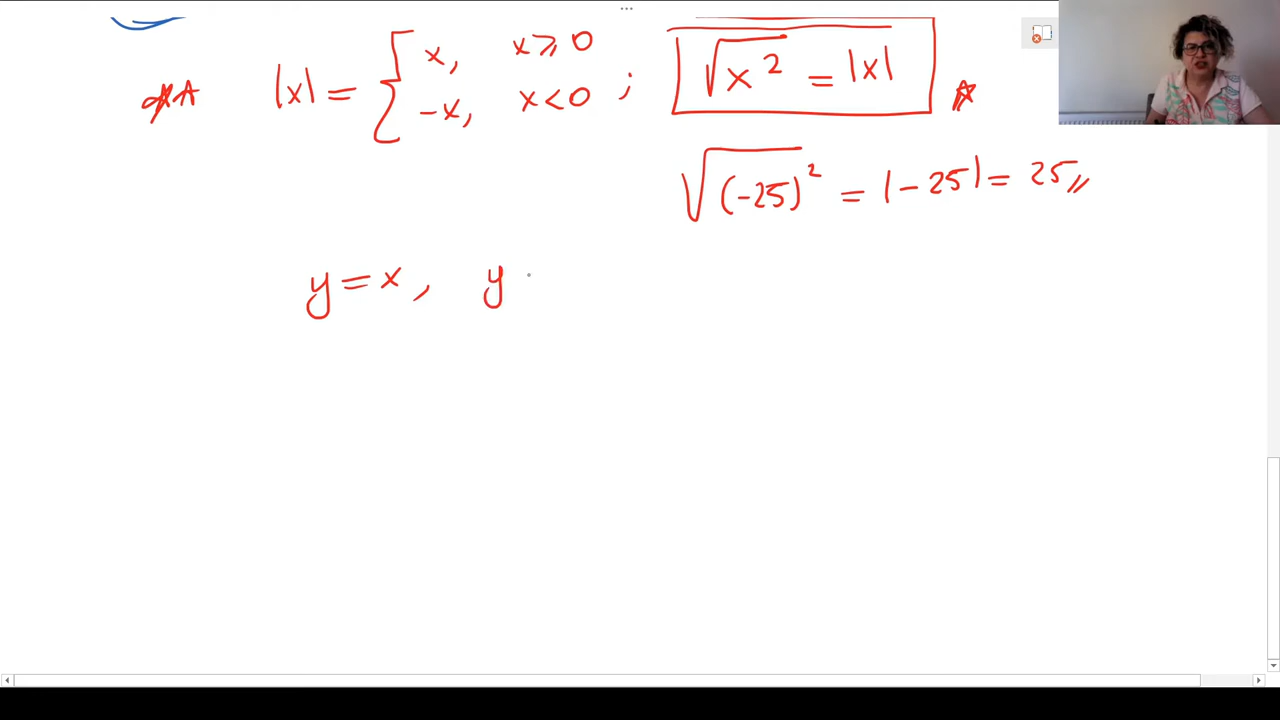 |x| = { x, x ≥ 0 ; √x² = |x|
-x, x < 0
√(-25)² = |-25| = 25
y = x, y